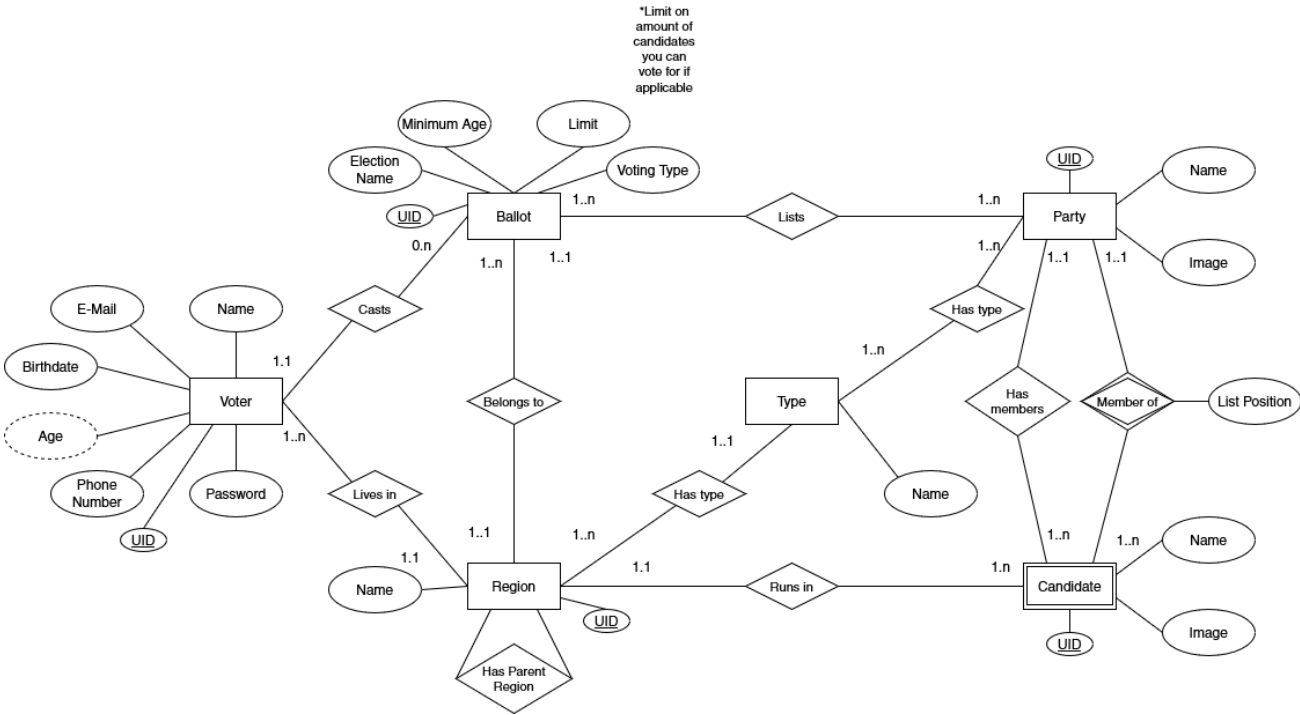 *Limit on
amount of
candidates
you can
vote for if
applicable
Minimum Age
Limit
Election
Name
Voting Type
UID
Ballot
1..n
Lists
1..n
UID
Party
Name
Image
0.n
1..n
1..1
1..n
1..1
1..1
E-Mail
Name
Casts
Has type
Birthdate
1.1
1..n
Voter
Belongs to
Type
Has
members
Member of
List Position
Age
1..n
1..1
Phone
Number
Password
Lives in
Has type
Name
UID
1..1
1..n
1..n
1..n
Name
1.1
1.1
1.n
Name
Region
Runs in
Candidate
UID
Image
UID
Has Parent
Region